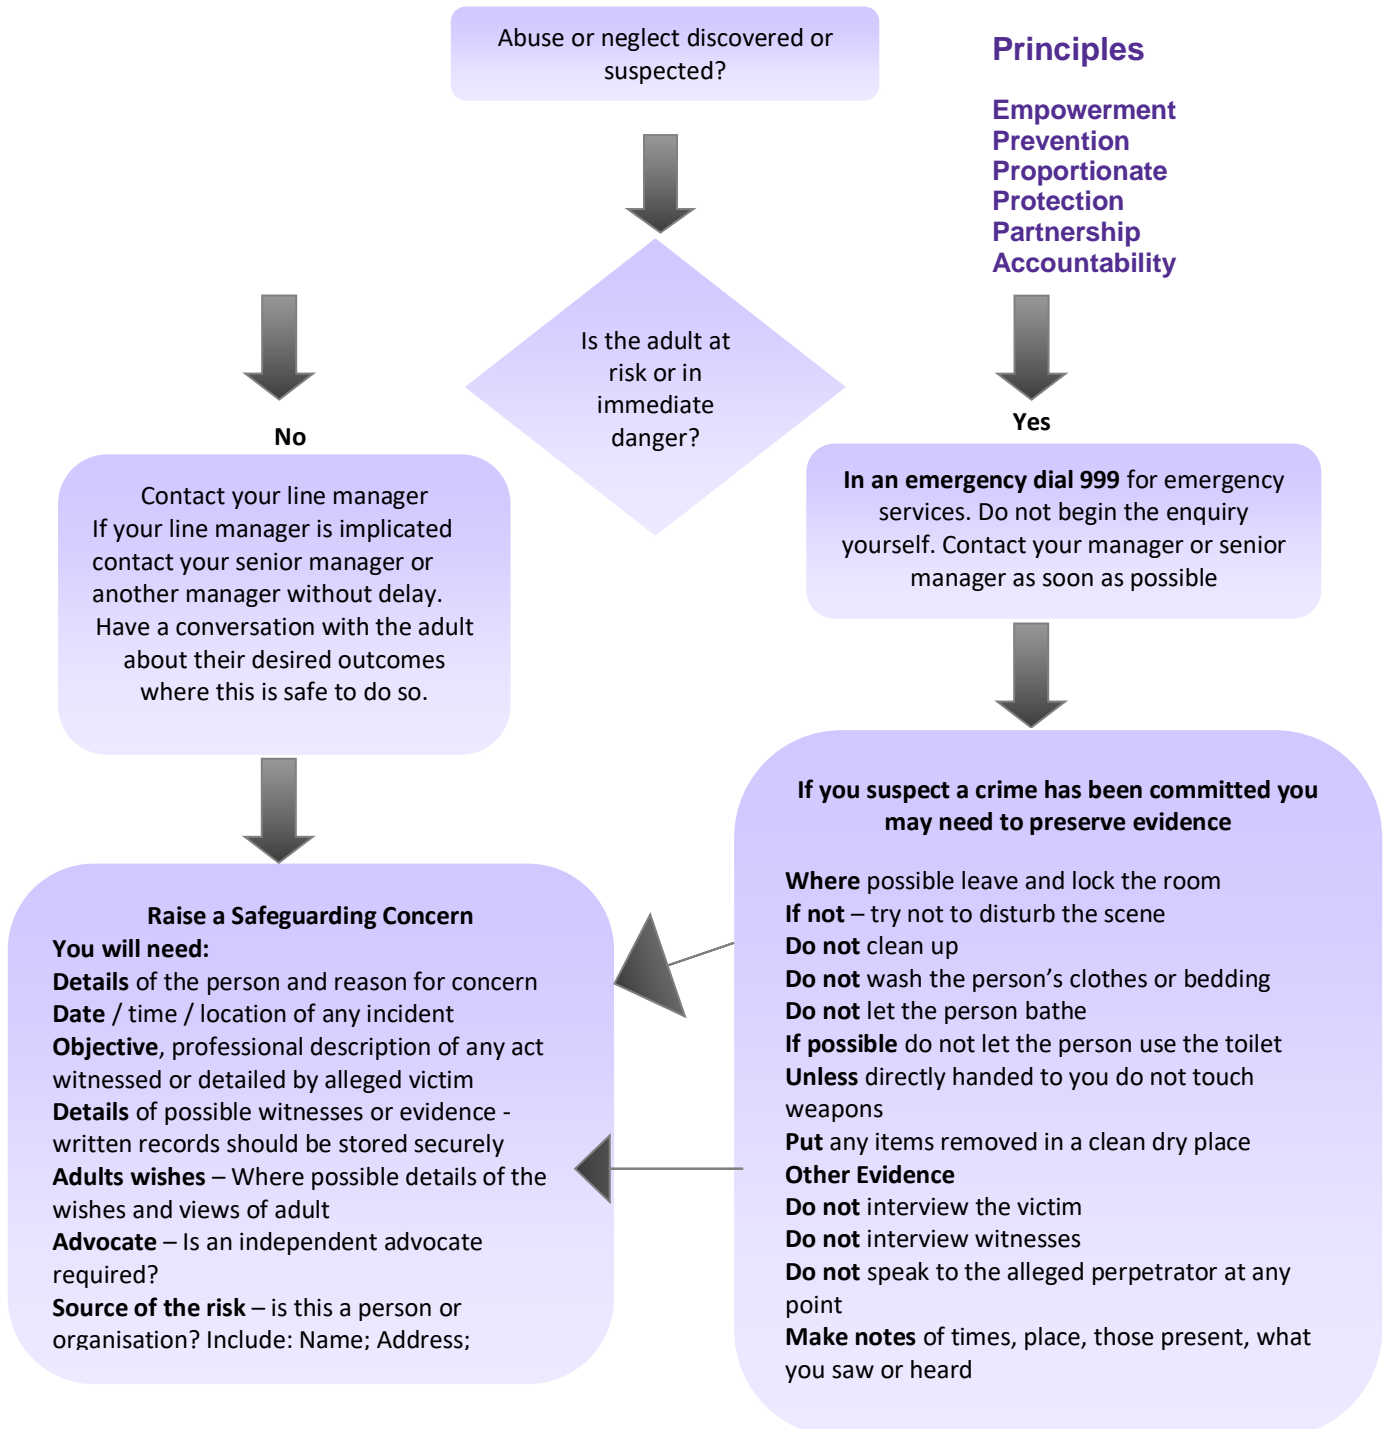 Abuse or neglect discovered or
suspected?
Principles
Empowerment
Prevention
Proportionate
Protection
Partnership
Accountability
Is the adult at
risk or in
immediate
danger?
No
Contact your line manager
If your line manager is implicated
contact your senior manager or
another manager without delay.
Have a conversation with the adult
about their desired outcomes
where this is safe to do so.
Yes
In an emergency dial 999 for emergency
services. Do not begin the enquiry
yourself. Contact your manager or senior
manager as soon as possible
Raise a Safeguarding Concern
You will need:
Details of the person and reason for concern
Date / time / location of any incident
Objective, professional description of any act
witnessed or detailed by alleged victim
Details of possible witnesses or evidence -
written records should be stored securely
Adults wishes – Where possible details of the
wishes and views of adult
Advocate – Is an independent advocate
required?
Source of the risk – is this a person or
organisation? Include: Name; Address;
If you suspect a crime has been committed you
may need to preserve evidence
Where possible leave and lock the room
If not – try not to disturb the scene
Do not clean up
Do not wash the person’s clothes or bedding
Do not let the person bathe
If possible do not let the person use the toilet
Unless directly handed to you do not touch
weapons
Put any items removed in a clean dry place
Other Evidence
Do not interview the victim
Do not interview witnesses
Do not speak to the alleged perpetrator at any
point
Make notes of times, place, those present, what
you saw or heard